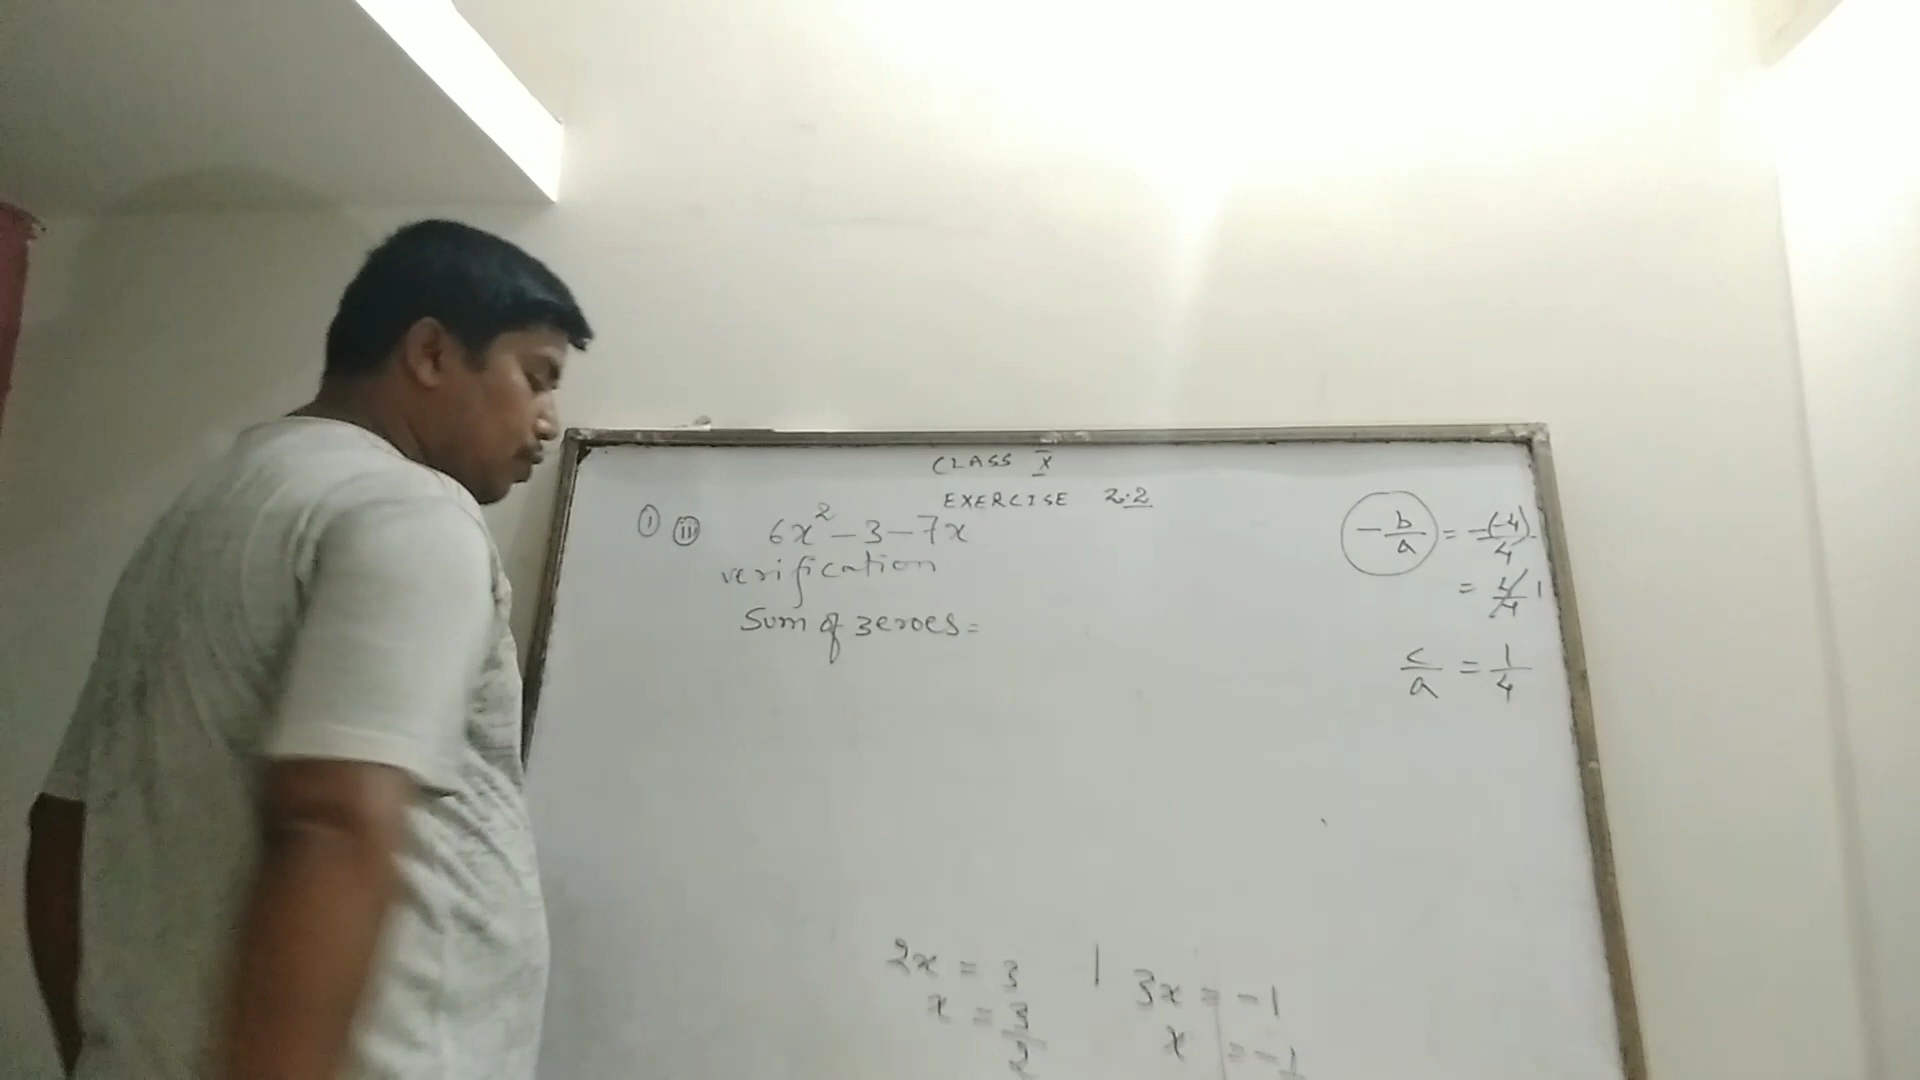 CLASS X
EXERCISE 2.2
(i) (iii) 6x² - 3 - 7x
verification
Sum of zeroes =
-b/a = -(-4)/4
= 4/4 1
c/a = 1/4
2x = 3 | 3x = -1
x = 3/2 x = -1